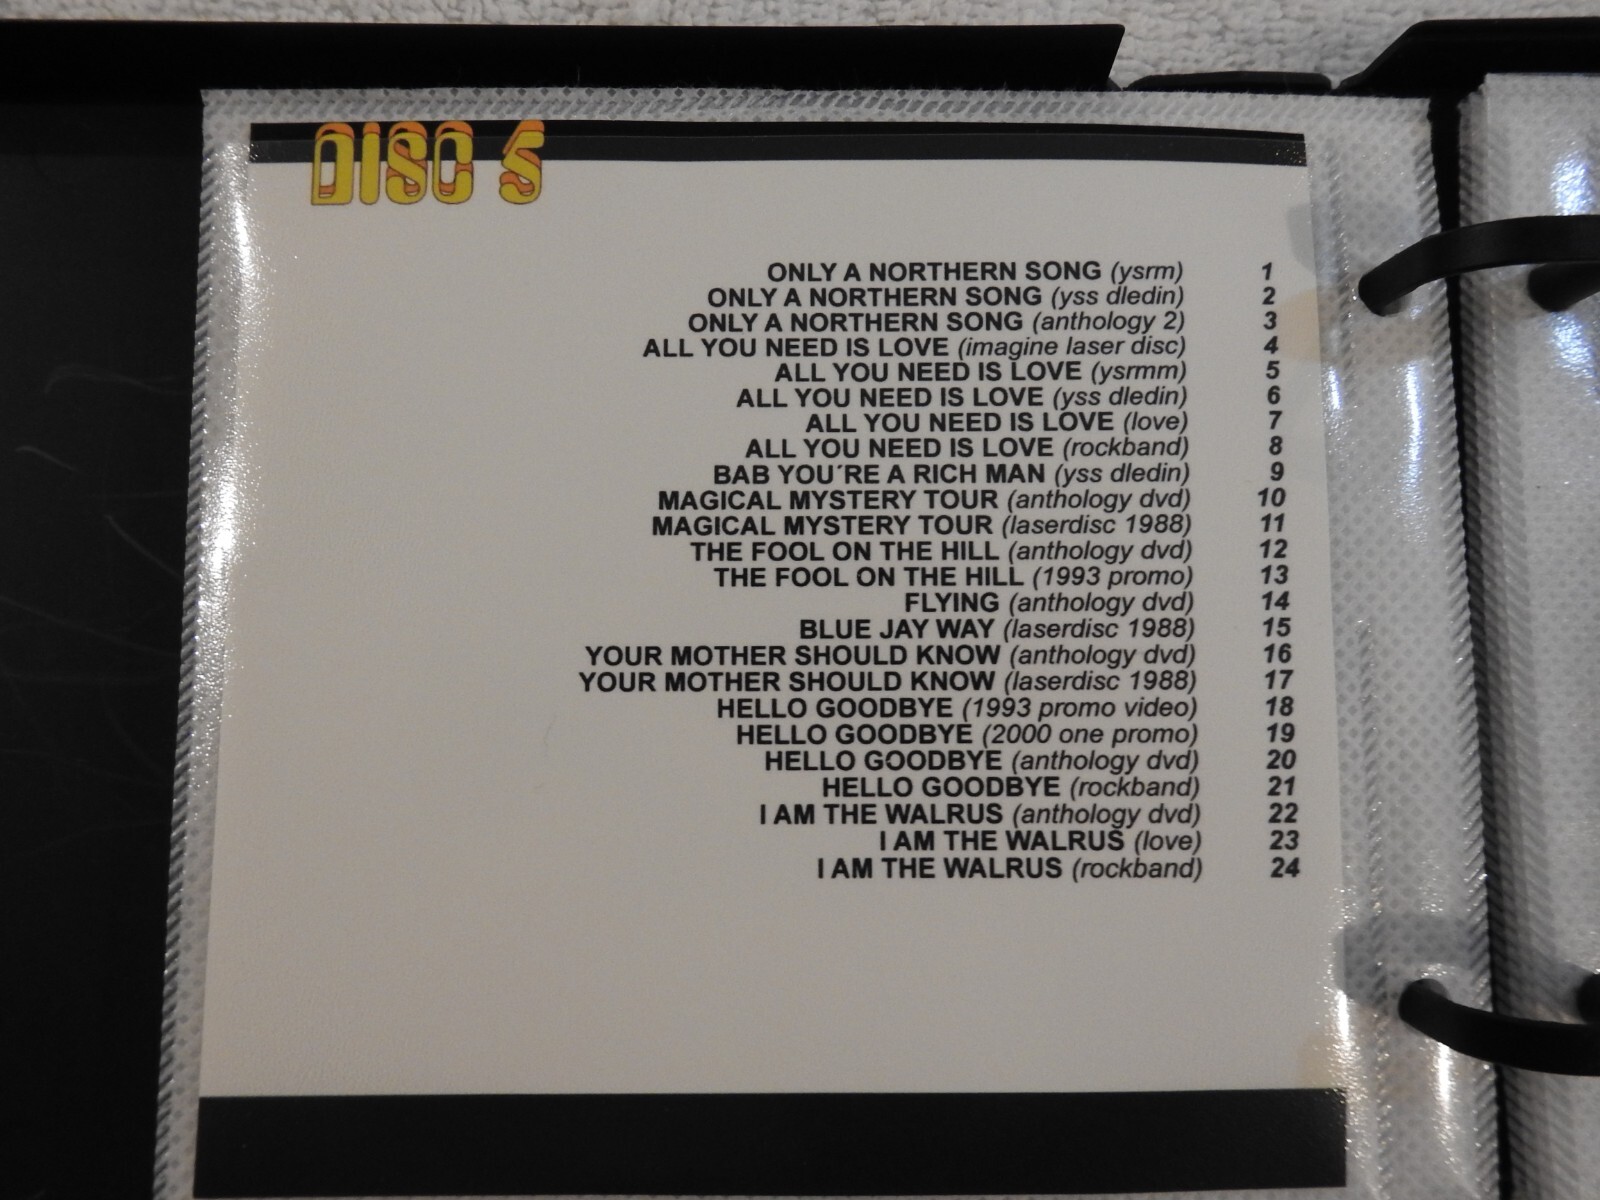 DISC 5
ONLY A NORTHERN SONG (ysrm) 1
ONLY A NORTHERN SONG (yss dledin) 2
ONLY A NORTHERN SONG (anthology 2) 3
ALL YOU NEED IS LOVE (imagine laser disc) 4
ALL YOU NEED IS LOVE (ysrmm) 5
ALL YOU NEED IS LOVE (yss dledin) 6
ALL YOU NEED IS LOVE (love) 7
ALL YOU NEED IS LOVE (rockband) 8
BAB YOU´RE A RICH MAN (yss dledin) 9
MAGICAL MYSTERY TOUR (anthology dvd) 10
MAGICAL MYSTERY TOUR (laserdisc 1988) 11
THE FOOL ON THE HILL (anthology dvd) 12
THE FOOL ON THE HILL (1993 promo) 13
FLYING (anthology dvd) 14
BLUE JAY WAY (laserdisc 1988) 15
YOUR MOTHER SHOULD KNOW (anthology dvd) 16
YOUR MOTHER SHOULD KNOW (laserdisc 1988) 17
HELLO GOODBYE (1993 promo video) 18
HELLO GOODBYE (2000 one promo) 19
HELLO GOODBYE (anthology dvd) 20
HELLO GOODBYE (rockband) 21
I AM THE WALRUS (anthology dvd) 22
I AM THE WALRUS (love) 23
I AM THE WALRUS (rockband) 24